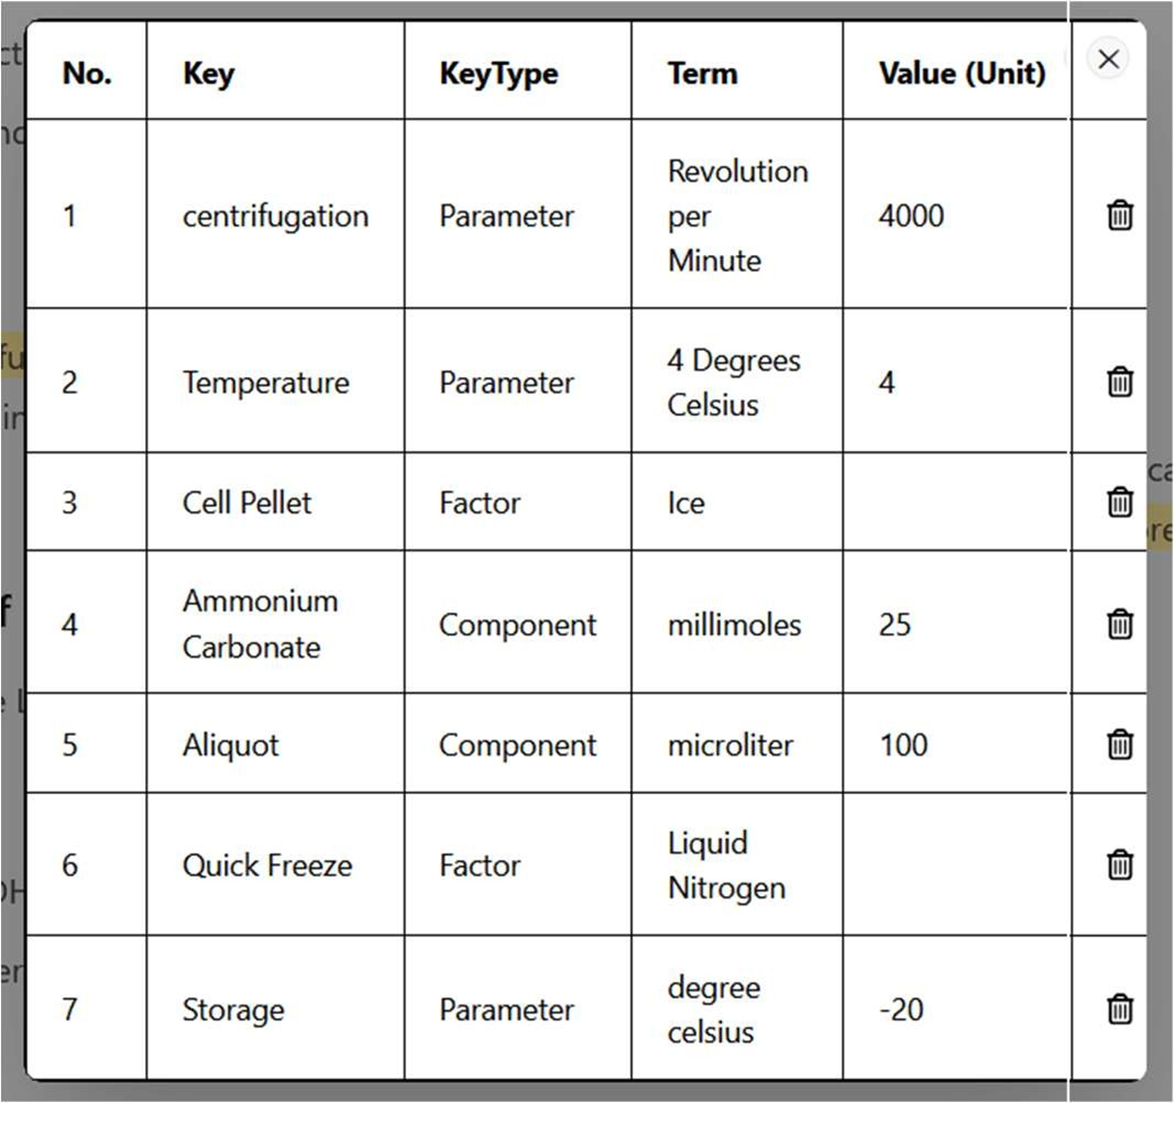 No. Key KeyType Term Value (Unit)
1 centrifugation Parameter Revolution per Minute 4000
2 Temperature Parameter 4 Degrees Celsius 4
3 Cell Pellet Factor Ice
4 Ammonium Carbonate Component millimoles 25
5 Aliquot Component microliter 100
6 Quick Freeze Factor Liquid Nitrogen
7 Storage Parameter degree celsius -20